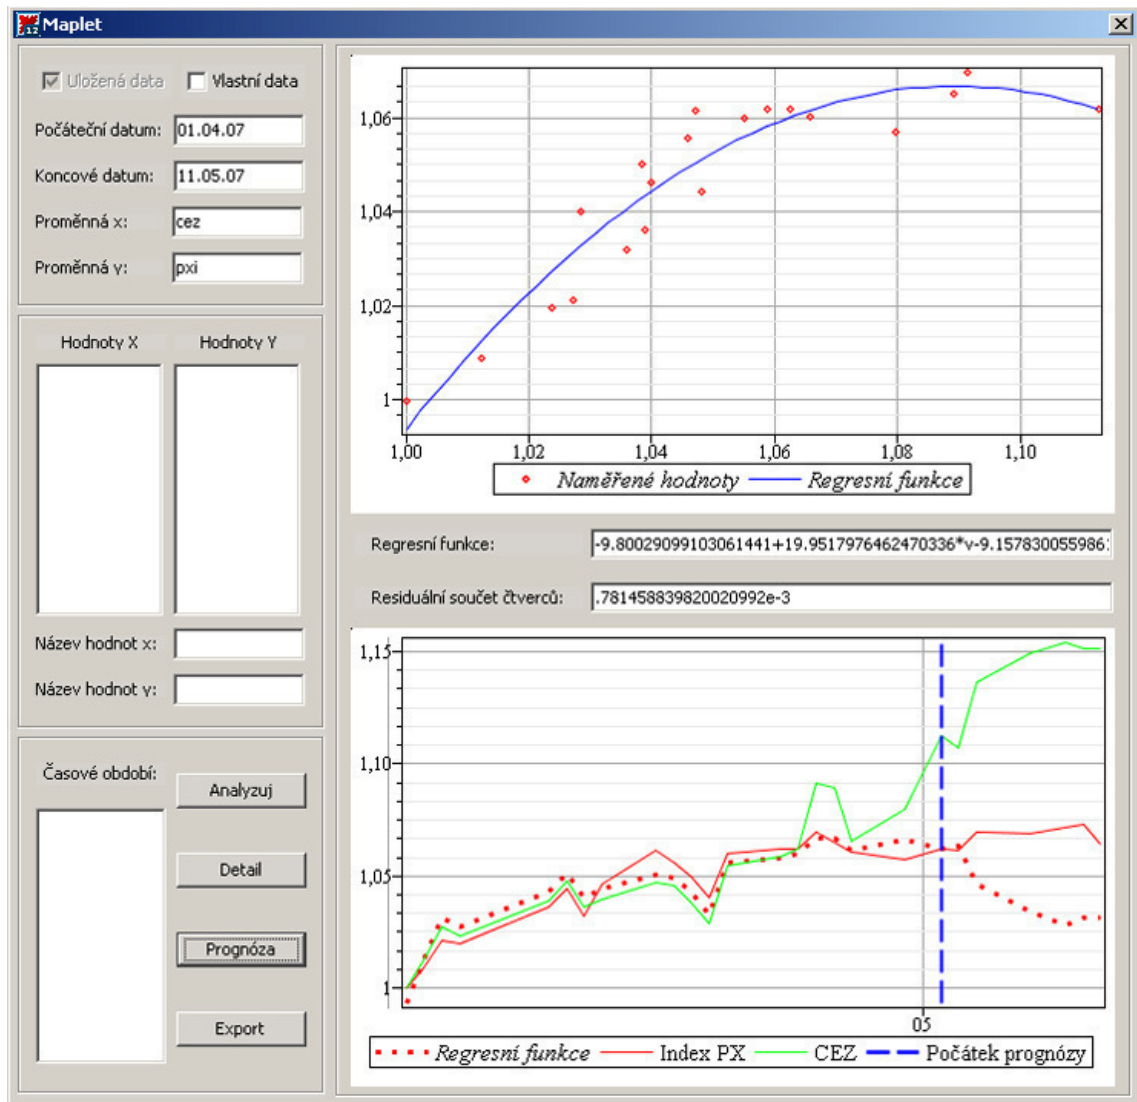 Maplet
Uložená data Vlastní data
Počáteční datum: 01.04.07
Koncové datum: 11.05.07
Proměnná x: cez
Proměnná y: pxi
Hodnoty X Hodnoty Y
Název hodnot x:
Název hodnot y:
Časové období:
Analyzuj
Detail
Prognóza
Export
1,06
1,04
1,02
1
1,00 1,02 1,04 1,06 1,08 1,10
Naměřené hodnoty Regresní funkce
Regresní funkce: -9.80029099103061441+19.9517976462470336*v-9.1578300559861
Residuální součet čtverců: .781458839820020992e-3
1,15
1,10
1,05
1
05
Regresní funkce Index PX CEZ Počátek prognózy